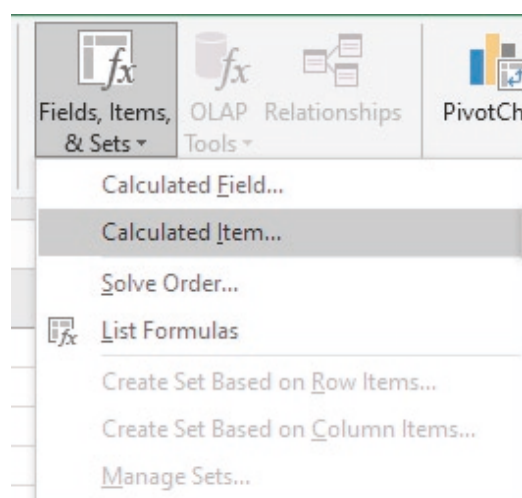 Fields, Items, & Sets
OLAP Tools
Relationships
PivotCh
Calculated Field...
Calculated Item...
Solve Order...
List Formulas
Create Set Based on Row Items...
Create Set Based on Column Items...
Manage Sets...